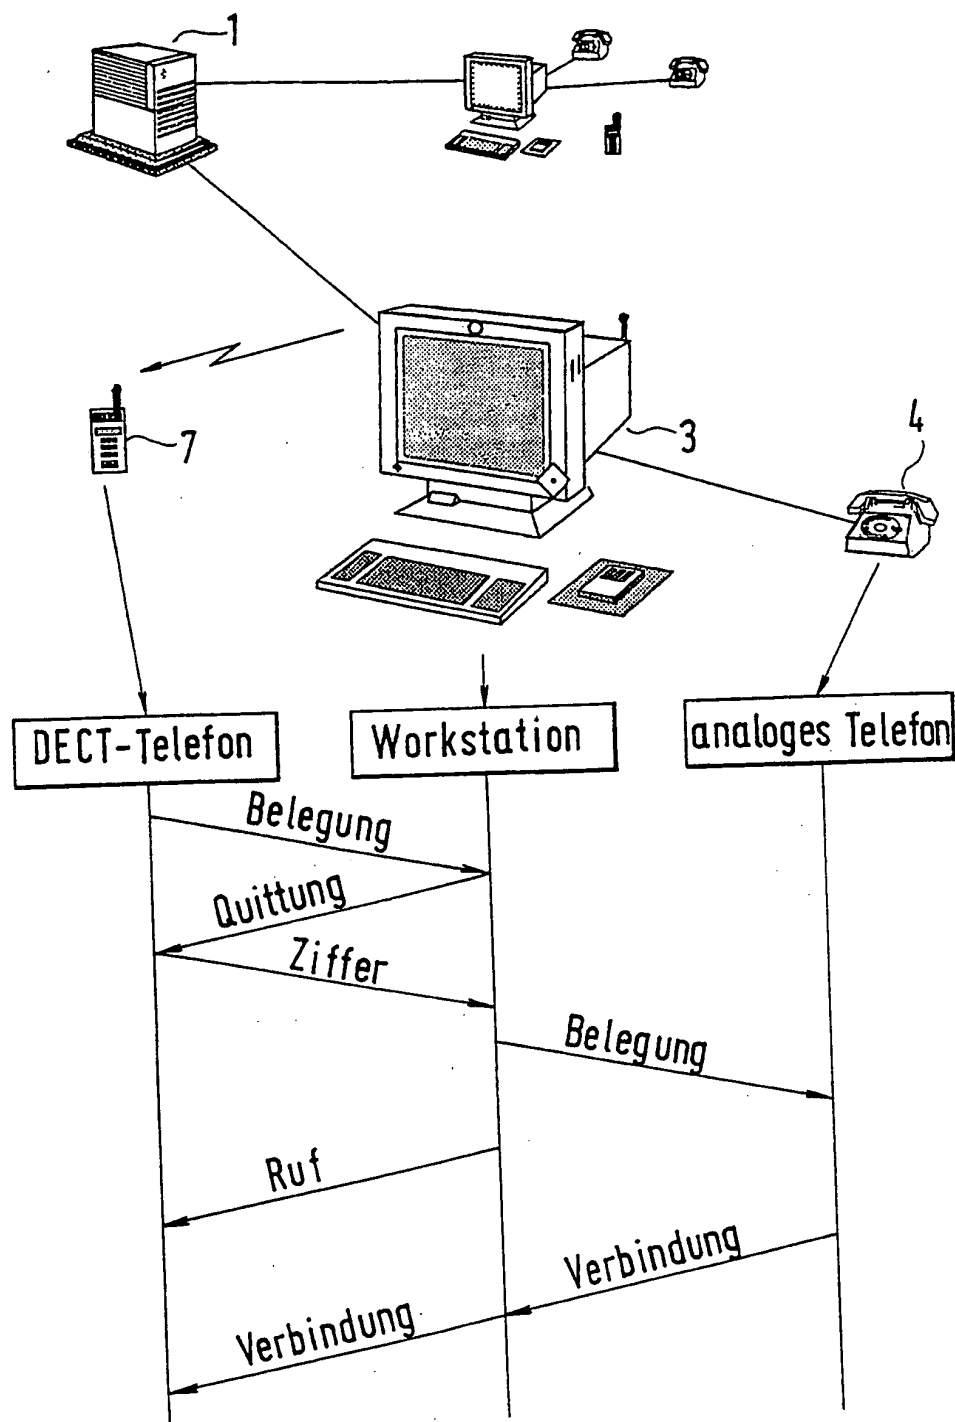 1
7
3
4
DECT-Telefon
Workstation
analoges Telefon
Belegung
Quittung
Ziffer
Belegung
Ruf
Verbindung
Verbindung